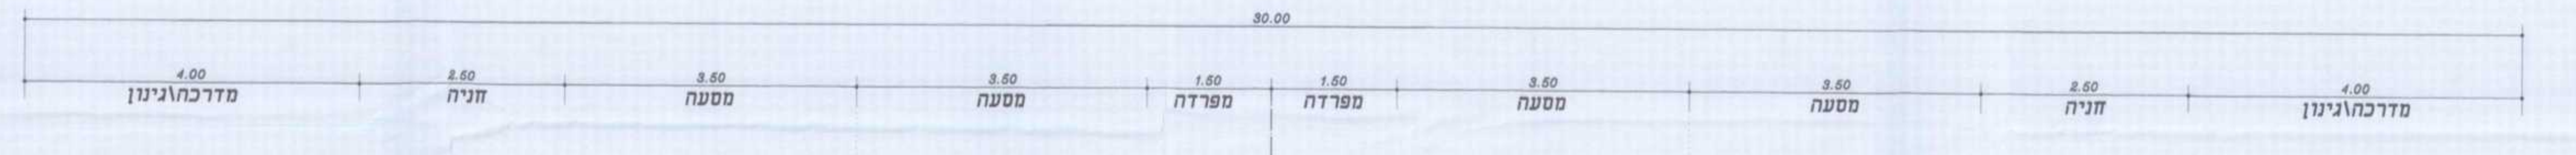 30.00
4.00 2.50 3.50 3.50 1.50 1.50 3.50 3.50 2.50 4.00
מדרכה\גינון חניה מסעה מסעה מפרדה מפרדה מסעה מסעה חניה מדרכה\גינון